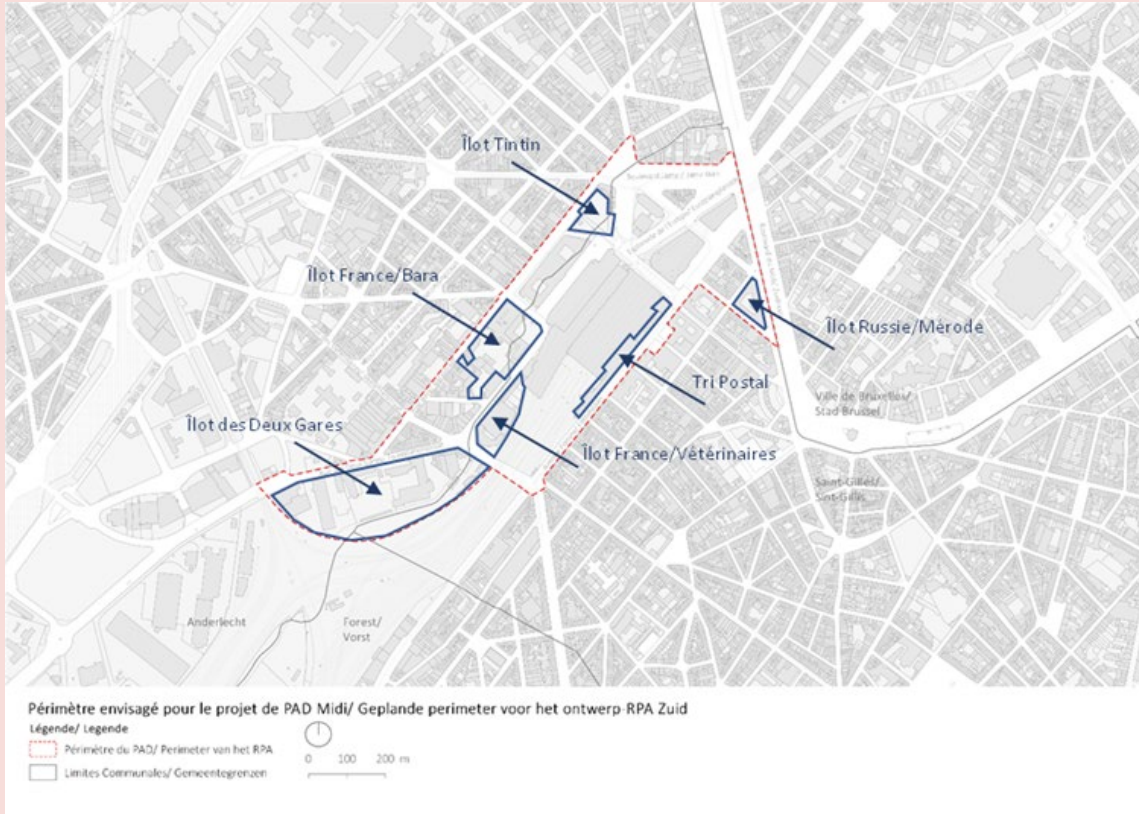 Îlot Tintin
Îlot France/Bara
Îlot Russie/Mérode
Tri Postal
Ville de Bruxelles/
Stad Brussel
Îlot des Deux Gares
Îlot France/Vétérinaires
Saint-Gilles/
Sint-Gillis
Anderlecht
Forest/
Vorst
Périmètre envisagé pour le projet de PAD Midi/ Geplande perimeter voor het ontwerp-RPA Zuid
Légende/ Legende
Périmètre du PAD/ Perimeter van het RPA
Limites Communales/ Gemeentegrenzen
0 100 200 m